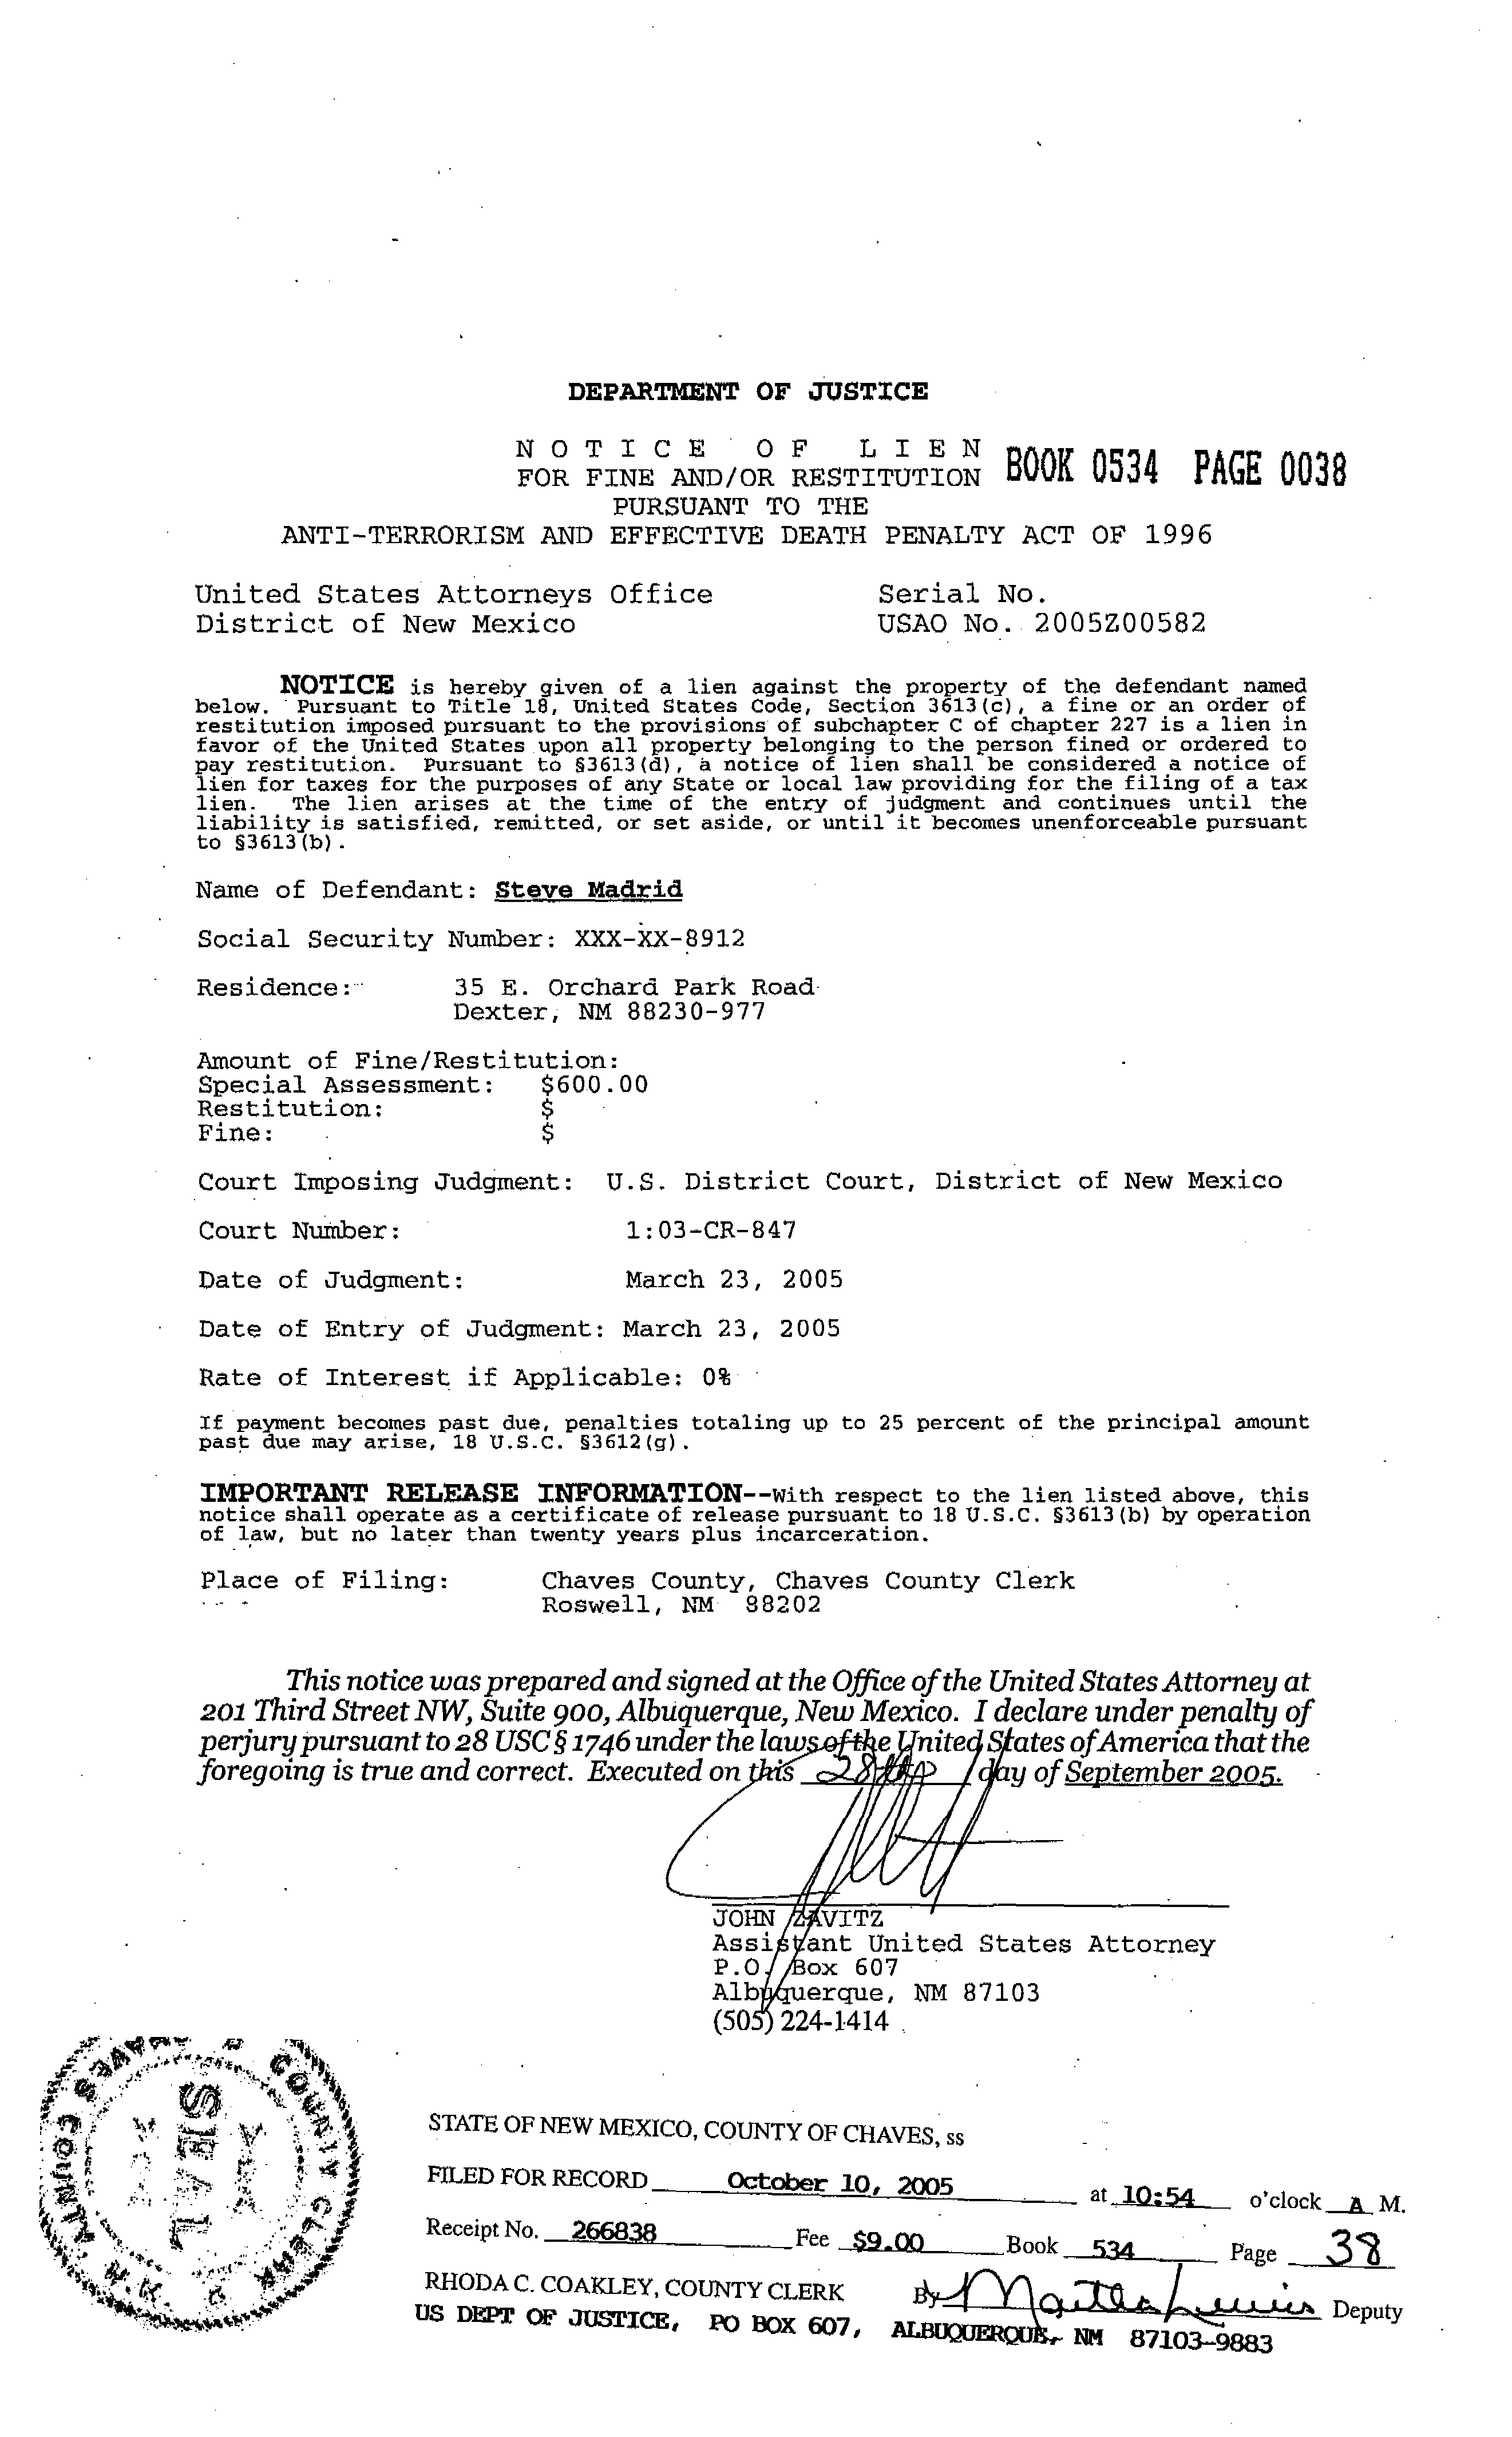 DEPARTMENT OF JUSTICE
NOTICE OF LIEN
FOR FINE AND/OR RESTITUTION
BOOK 0534 PAGE 0038
PURSUANT TO THE
ANTI-TERRORISM AND EFFECTIVE DEATH PENALTY ACT OF 1996
United States Attorneys Office Serial No.
District of New Mexico USAO No. 2005Z00582
NOTICE is hereby given of a lien against the property of the defendant named
below. Pursuant to Title 18, United States Code, Section 3613(c), a fine or an order of
restitution imposed pursuant to the provisions of subchapter C of chapter 227 is a lien in
favor of the United States upon all property belonging to the person fined or ordered to
pay restitution. Pursuant to §3613(d), a notice of lien shall be considered a notice of
lien for taxes for the purposes of any State or local law providing for the filing of a tax
lien. The lien arises at the time of the entry of judgment and continues until the
liability is satisfied, remitted, or set aside, or until it becomes unenforceable pursuant
to §3613(b).
Name of Defendant: Steve Madrid
Social Security Number: XXX-XX-8912
Residence: 35 E. Orchard Park Road
Dexter, NM 88230-977
Amount of Fine/Restitution:
Special Assessment: $600.00
Restitution: $
Fine: $
Court Imposing Judgment: U.S. District Court, District of New Mexico
Court Number: 1:03-CR-847
Date of Judgment: March 23, 2005
Date of Entry of Judgment: March 23, 2005
Rate of Interest if Applicable: 0%
If payment becomes past due, penalties totaling up to 25 percent of the principal amount
past due may arise, 18 U.S.C. §3612(g).
IMPORTANT RELEASE INFORMATION--With respect to the lien listed above, this
notice shall operate as a certificate of release pursuant to 18 U.S.C. §3613(b) by operation
of law, but no later than twenty years plus incarceration.
Place of Filing: Chaves County, Chaves County Clerk
Roswell, NM 88202
This notice was prepared and signed at the Office of the United States Attorney at
201 Third Street NW, Suite 900, Albuquerque, New Mexico. I declare under penalty of
perjury pursuant to 28 USC § 1746 under the laws of the United States of America that the
foregoing is true and correct. Executed on this 28th day of September 2005.
JOHN ZAVITZ
Assistant United States Attorney
P.O. Box 607
Albuquerque, NM 87103
(505) 224-1414
COUNTY CLERK
SEAL
STATE OF NEW MEXICO, COUNTY OF CHAVES, ss
FILED FOR RECORD October 10, 2005 at 10:54 o'clock A M.
Receipt No. 266838 Fee $9.00 Book 534 Page 38
RHODA C. COAKLEY, COUNTY CLERK By Deputy
US DEPT OF JUSTICE, PO BOX 607, ALBUQUERQUE, NM 87103-9883